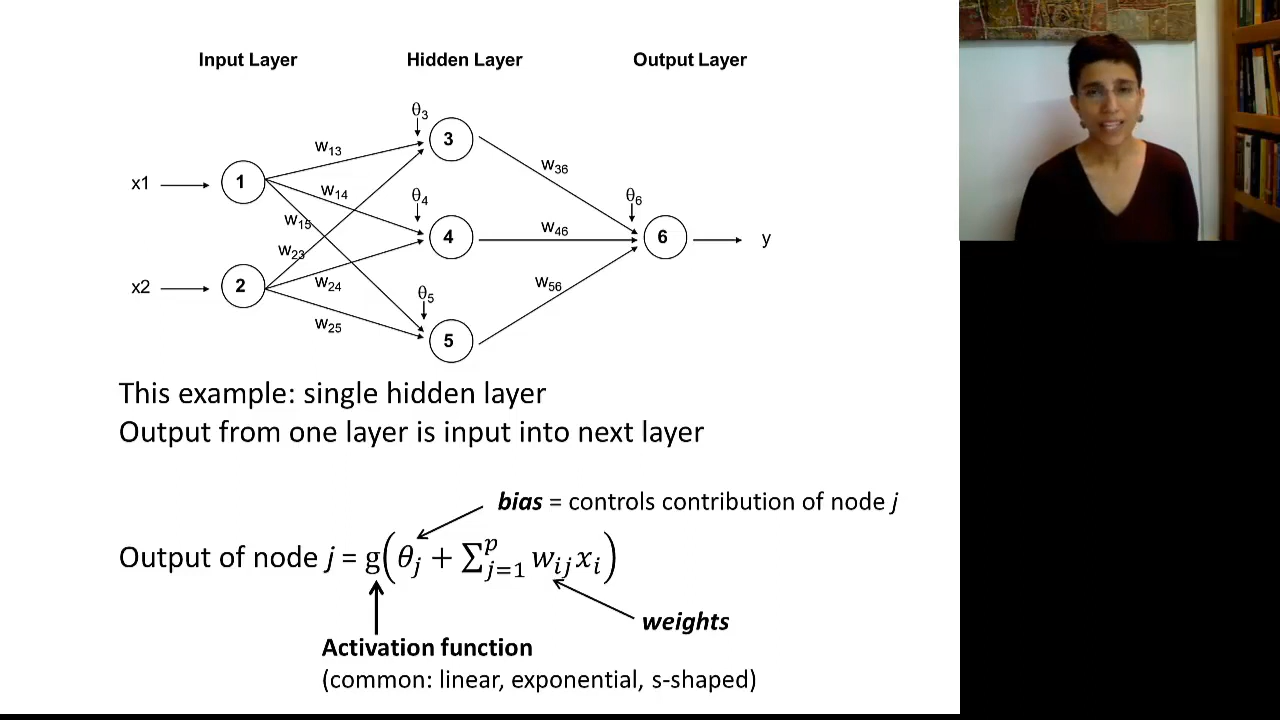 Input Layer Hidden Layer Output Layer
θ3
3
w13
w36
x1
1
w14
θ4
θ6
w15
4
w46
6
y
w23
x2
2
w24
w56
θ5
w25
5
This example: single hidden layer
Output from one layer is input into next layer
bias = controls contribution of node j
Output of node j = g(θj + ∑j=1^p wij xi)
weights
Activation function
(common: linear, exponential, s-shaped)